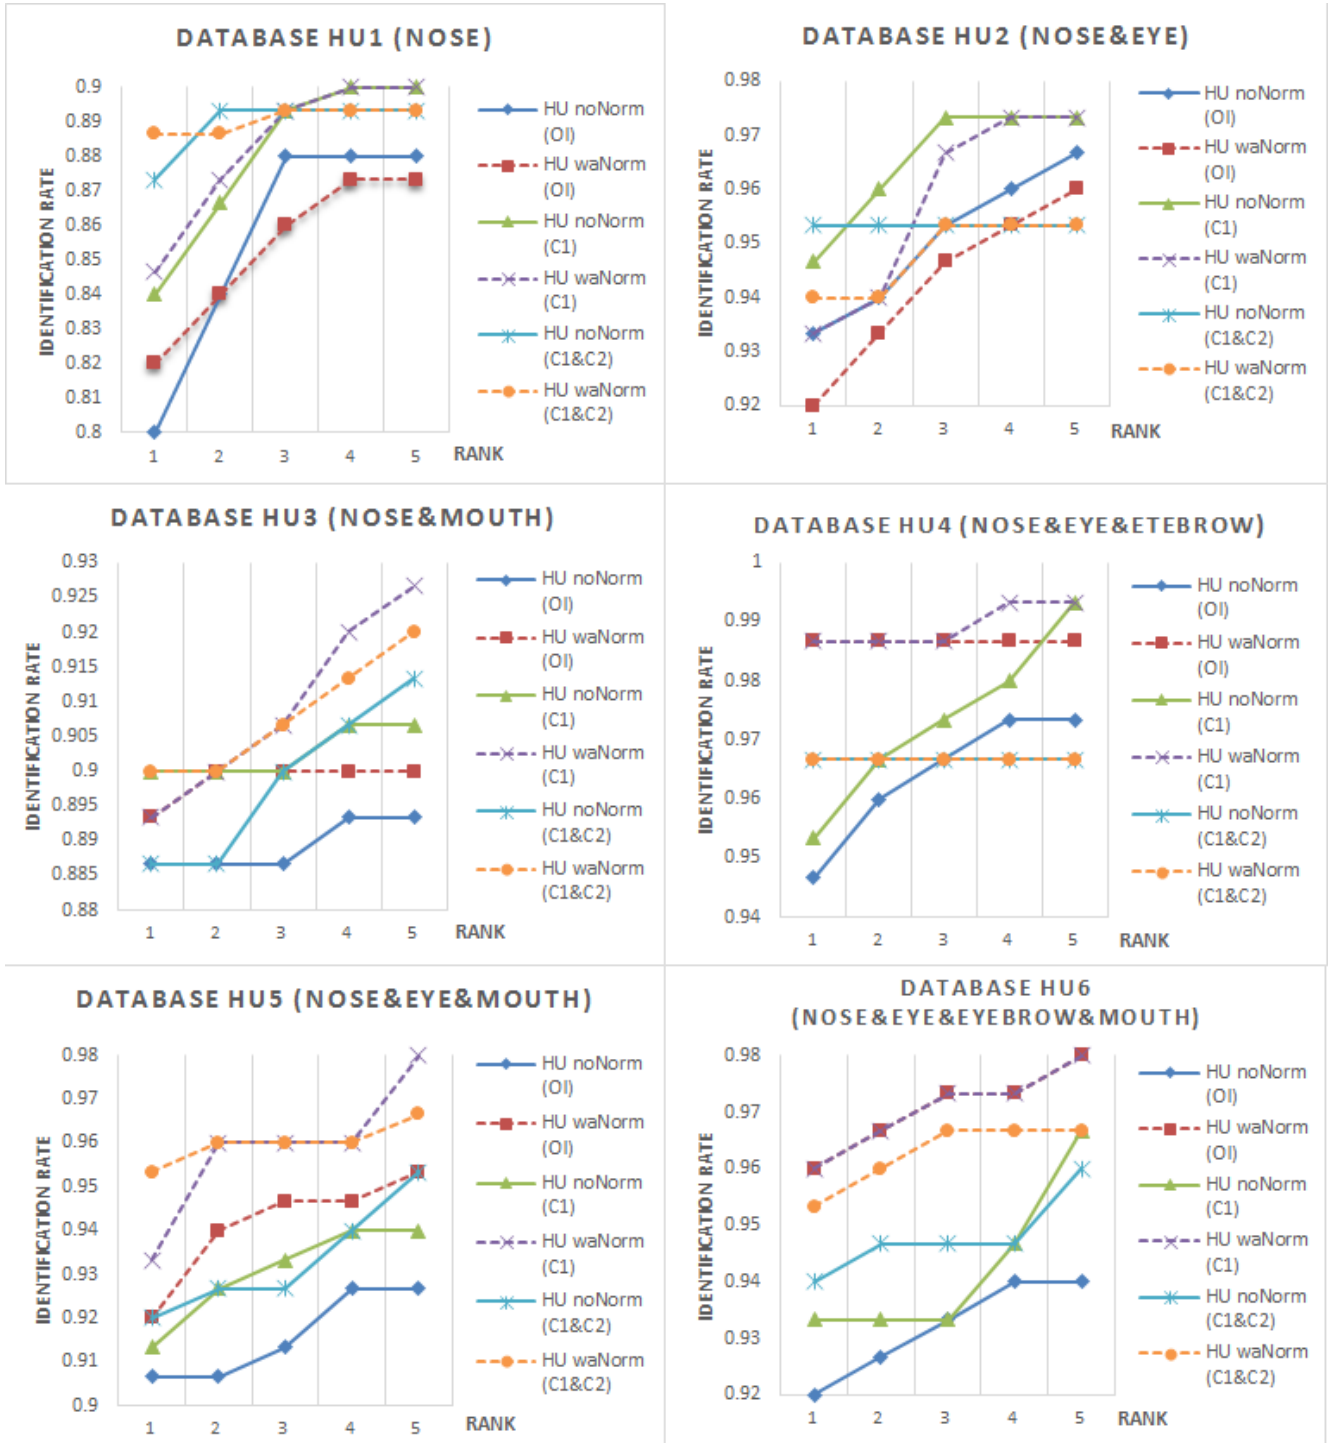 DATABASE HU1 (NOSE)
IDENTIFICATION RATE
0.9
0.89
0.88
0.87
0.86
0.85
0.84
0.83
0.82
0.81
0.8
1 2 3 4 5 RANK
HU noNorm
(OI)
HU waNorm
(OI)
HU noNorm
(C1)
HU waNorm
(C1)
HU noNorm
(C1&C2)
HU waNorm
(C1&C2)
DATABASE HU2 (NOSE&EYE)
IDENTIFICATION RATE
0.98
0.97
0.96
0.95
0.94
0.93
0.92
1 2 3 4 5 RANK
HU noNorm
(OI)
HU waNorm
(OI)
HU noNorm
(C1)
HU waNorm
(C1)
HU noNorm
(C1&C2)
HU waNorm
(C1&C2)
DATABASE HU3 (NOSE&MOUTH)
IDENTIFICATION RATE
0.93
0.925
0.92
0.915
0.91
0.905
0.9
0.895
0.89
0.885
0.88
1 2 3 4 5 RANK
HU noNorm
(OI)
HU waNorm
(OI)
HU noNorm
(C1)
HU waNorm
(C1)
HU noNorm
(C1&C2)
HU waNorm
(C1&C2)
DATABASE HU4 (NOSE&EYE&ETEBROW)
IDENTIFICATION RATE
1
0.99
0.98
0.97
0.96
0.95
0.94
1 2 3 4 5 RANK
HU noNorm
(OI)
HU waNorm
(OI)
HU noNorm
(C1)
HU waNorm
(C1)
HU noNorm
(C1&C2)
HU waNorm
(C1&C2)
DATABASE HU5 (NOSE&EYE&MOUTH)
IDENTIFICATION RATE
0.98
0.97
0.96
0.95
0.94
0.93
0.92
0.91
0.9
1 2 3 4 5 RANK
HU noNorm
(OI)
HU waNorm
(OI)
HU noNorm
(C1)
HU waNorm
(C1)
HU noNorm
(C1&C2)
HU waNorm
(C1&C2)
DATABASE HU6
(NOSE&EYE&EYEBROW&MOUTH)
IDENTIFICATION RATE
0.98
0.97
0.96
0.95
0.94
0.93
0.92
1 2 3 4 5 RANK
HU noNorm
(OI)
HU waNorm
(OI)
HU noNorm
(C1)
HU waNorm
(C1)
HU noNorm
(C1&C2)
HU waNorm
(C1&C2)